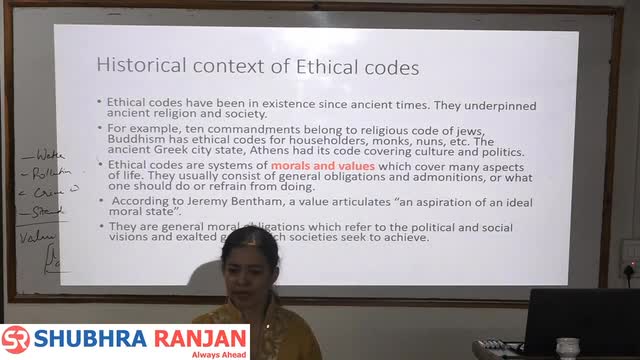 Historical context of Ethical codes
• Ethical codes have been in existence since ancient times. They underpinned
ancient religion and society.
• For example, ten commandments belong to religious code of jews,
Buddhism has ethical codes for householders, monks, nuns, etc. The
ancient Greek city state, Athens had its code covering culture and politics.
• Ethical codes are systems of morals and values which cover many aspects
of life. They usually consist of general obligations and admonitions, or what
one should do or refrain from doing.
• According to Jeremy Bentham, a value articulates “an aspiration of an ideal
moral state”.
• They are general moral obligations which refer to the political and social
visions and exalted societies seek to achieve.
Value
SR SHUBHRA RANJAN
Always Ahead